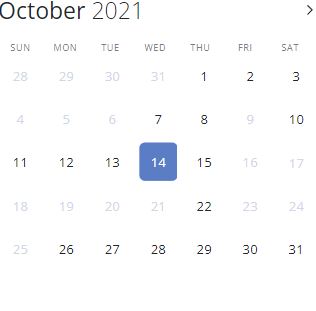 October 2021
SUN MON TUE WED THU FRI SAT
28 29 30 31 1 2 3
4 5 6 7 8 9 10
11 12 13 14 15 16 17
18 19 20 21 22 23 24
25 26 27 28 29 30 31